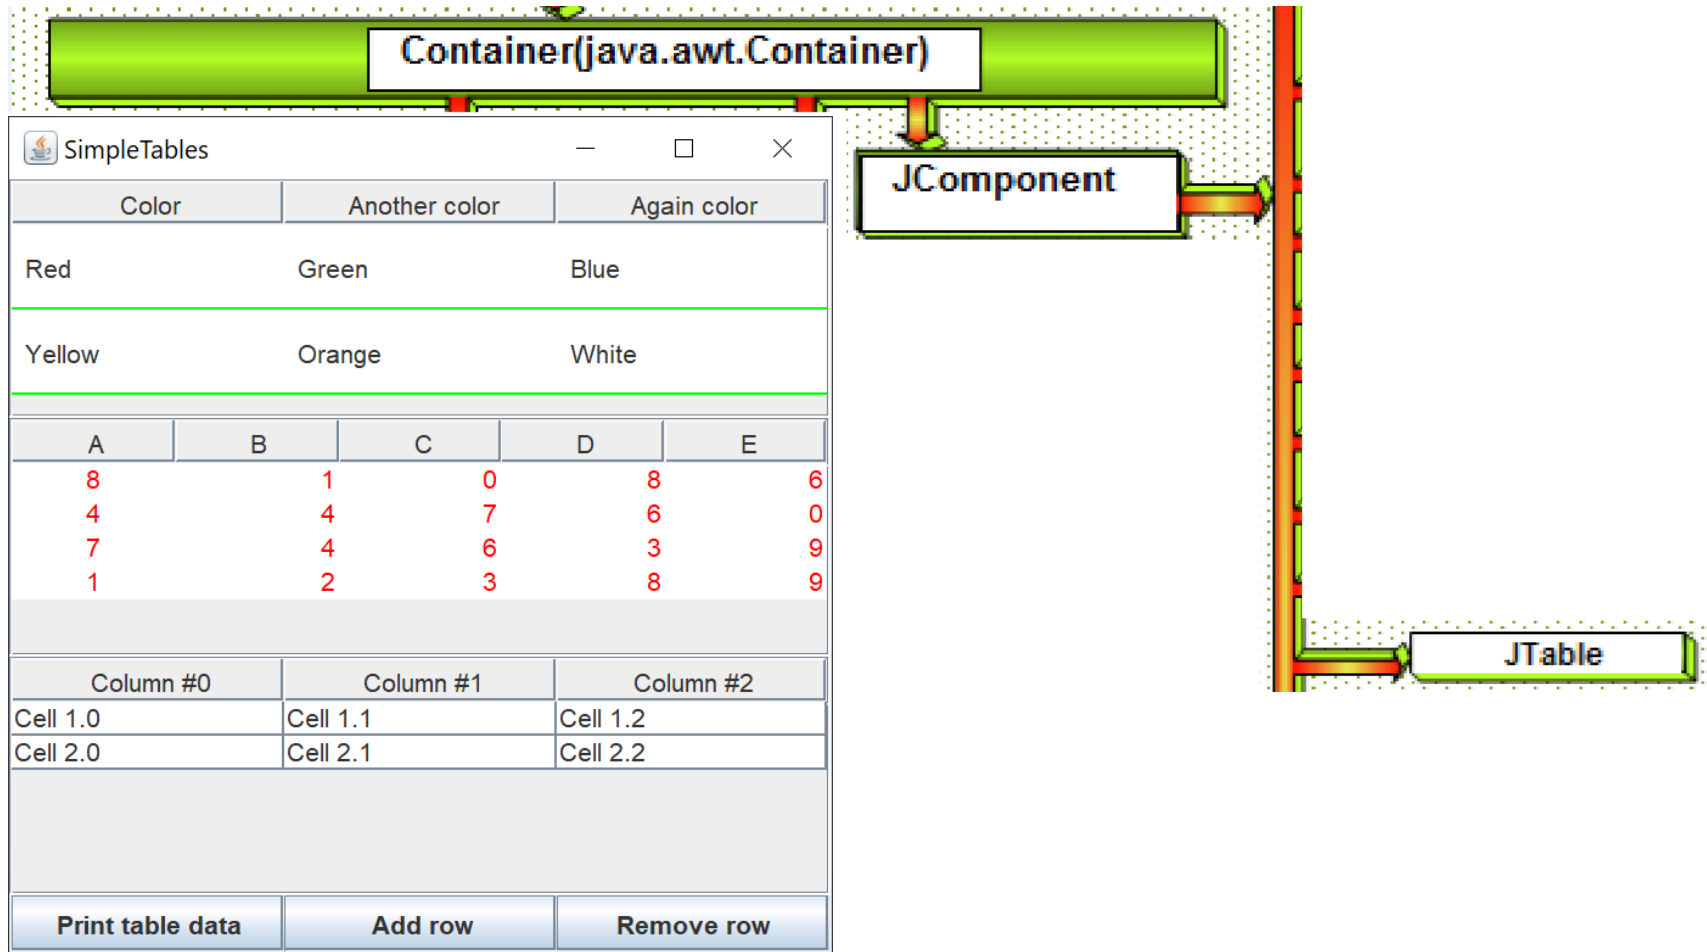 Container(java.awt.Container)
SimpleTables
JComponent
Color Another color Again color
Red Green Blue
Yellow Orange White
A B C D E
8 1 0 8 6
4 4 7 6 0
7 4 6 3 9
1 2 3 8 9
JTable
Column #0 Column #1 Column #2
Cell 1.0 Cell 1.1 Cell 1.2
Cell 2.0 Cell 2.1 Cell 2.2
Print table data Add row Remove row